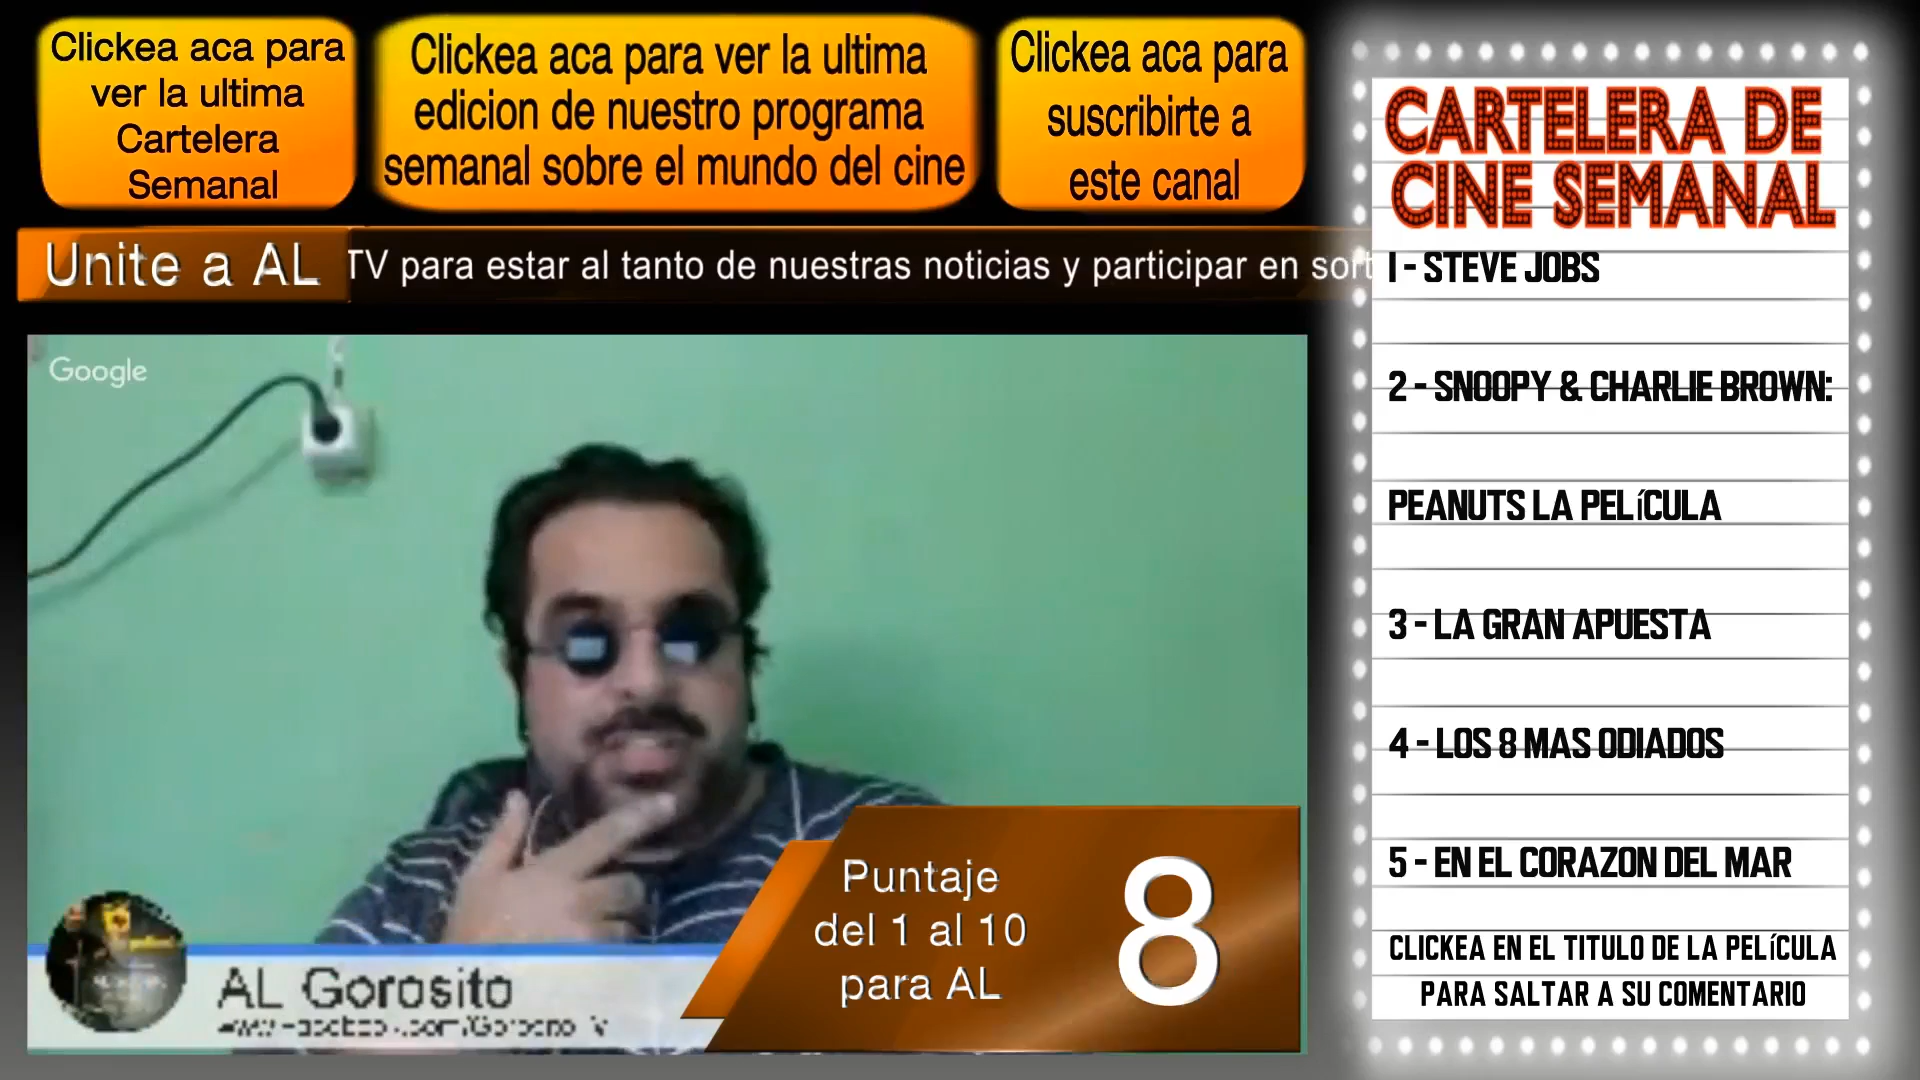 Clickea aca para
ver la ultima
Cartelera
Semanal
Clickea aca para ver la ultima
edicion de nuestro programa
semanal sobre el mundo del cine
Clickea aca para
suscribirte a
este canal
Unite a AL TV para estar al tanto de nuestras noticias y participar en sort
Google
AL Gorosito
Puntaje
del 1 al 10
para AL
8
CARTELERA DE
CINE SEMANAL
1 - STEVE JOBS
2 - SNOOPY & CHARLIE BROWN:
PEANUTS LA PELíCULA
3 - LA GRAN APUESTA
4 - LOS 8 MAS ODIADOS
5 - EN EL CORAZON DEL MAR
CLICKEA EN EL TITULO DE LA PELíCULA
PARA SALTAR A SU COMENTARIO